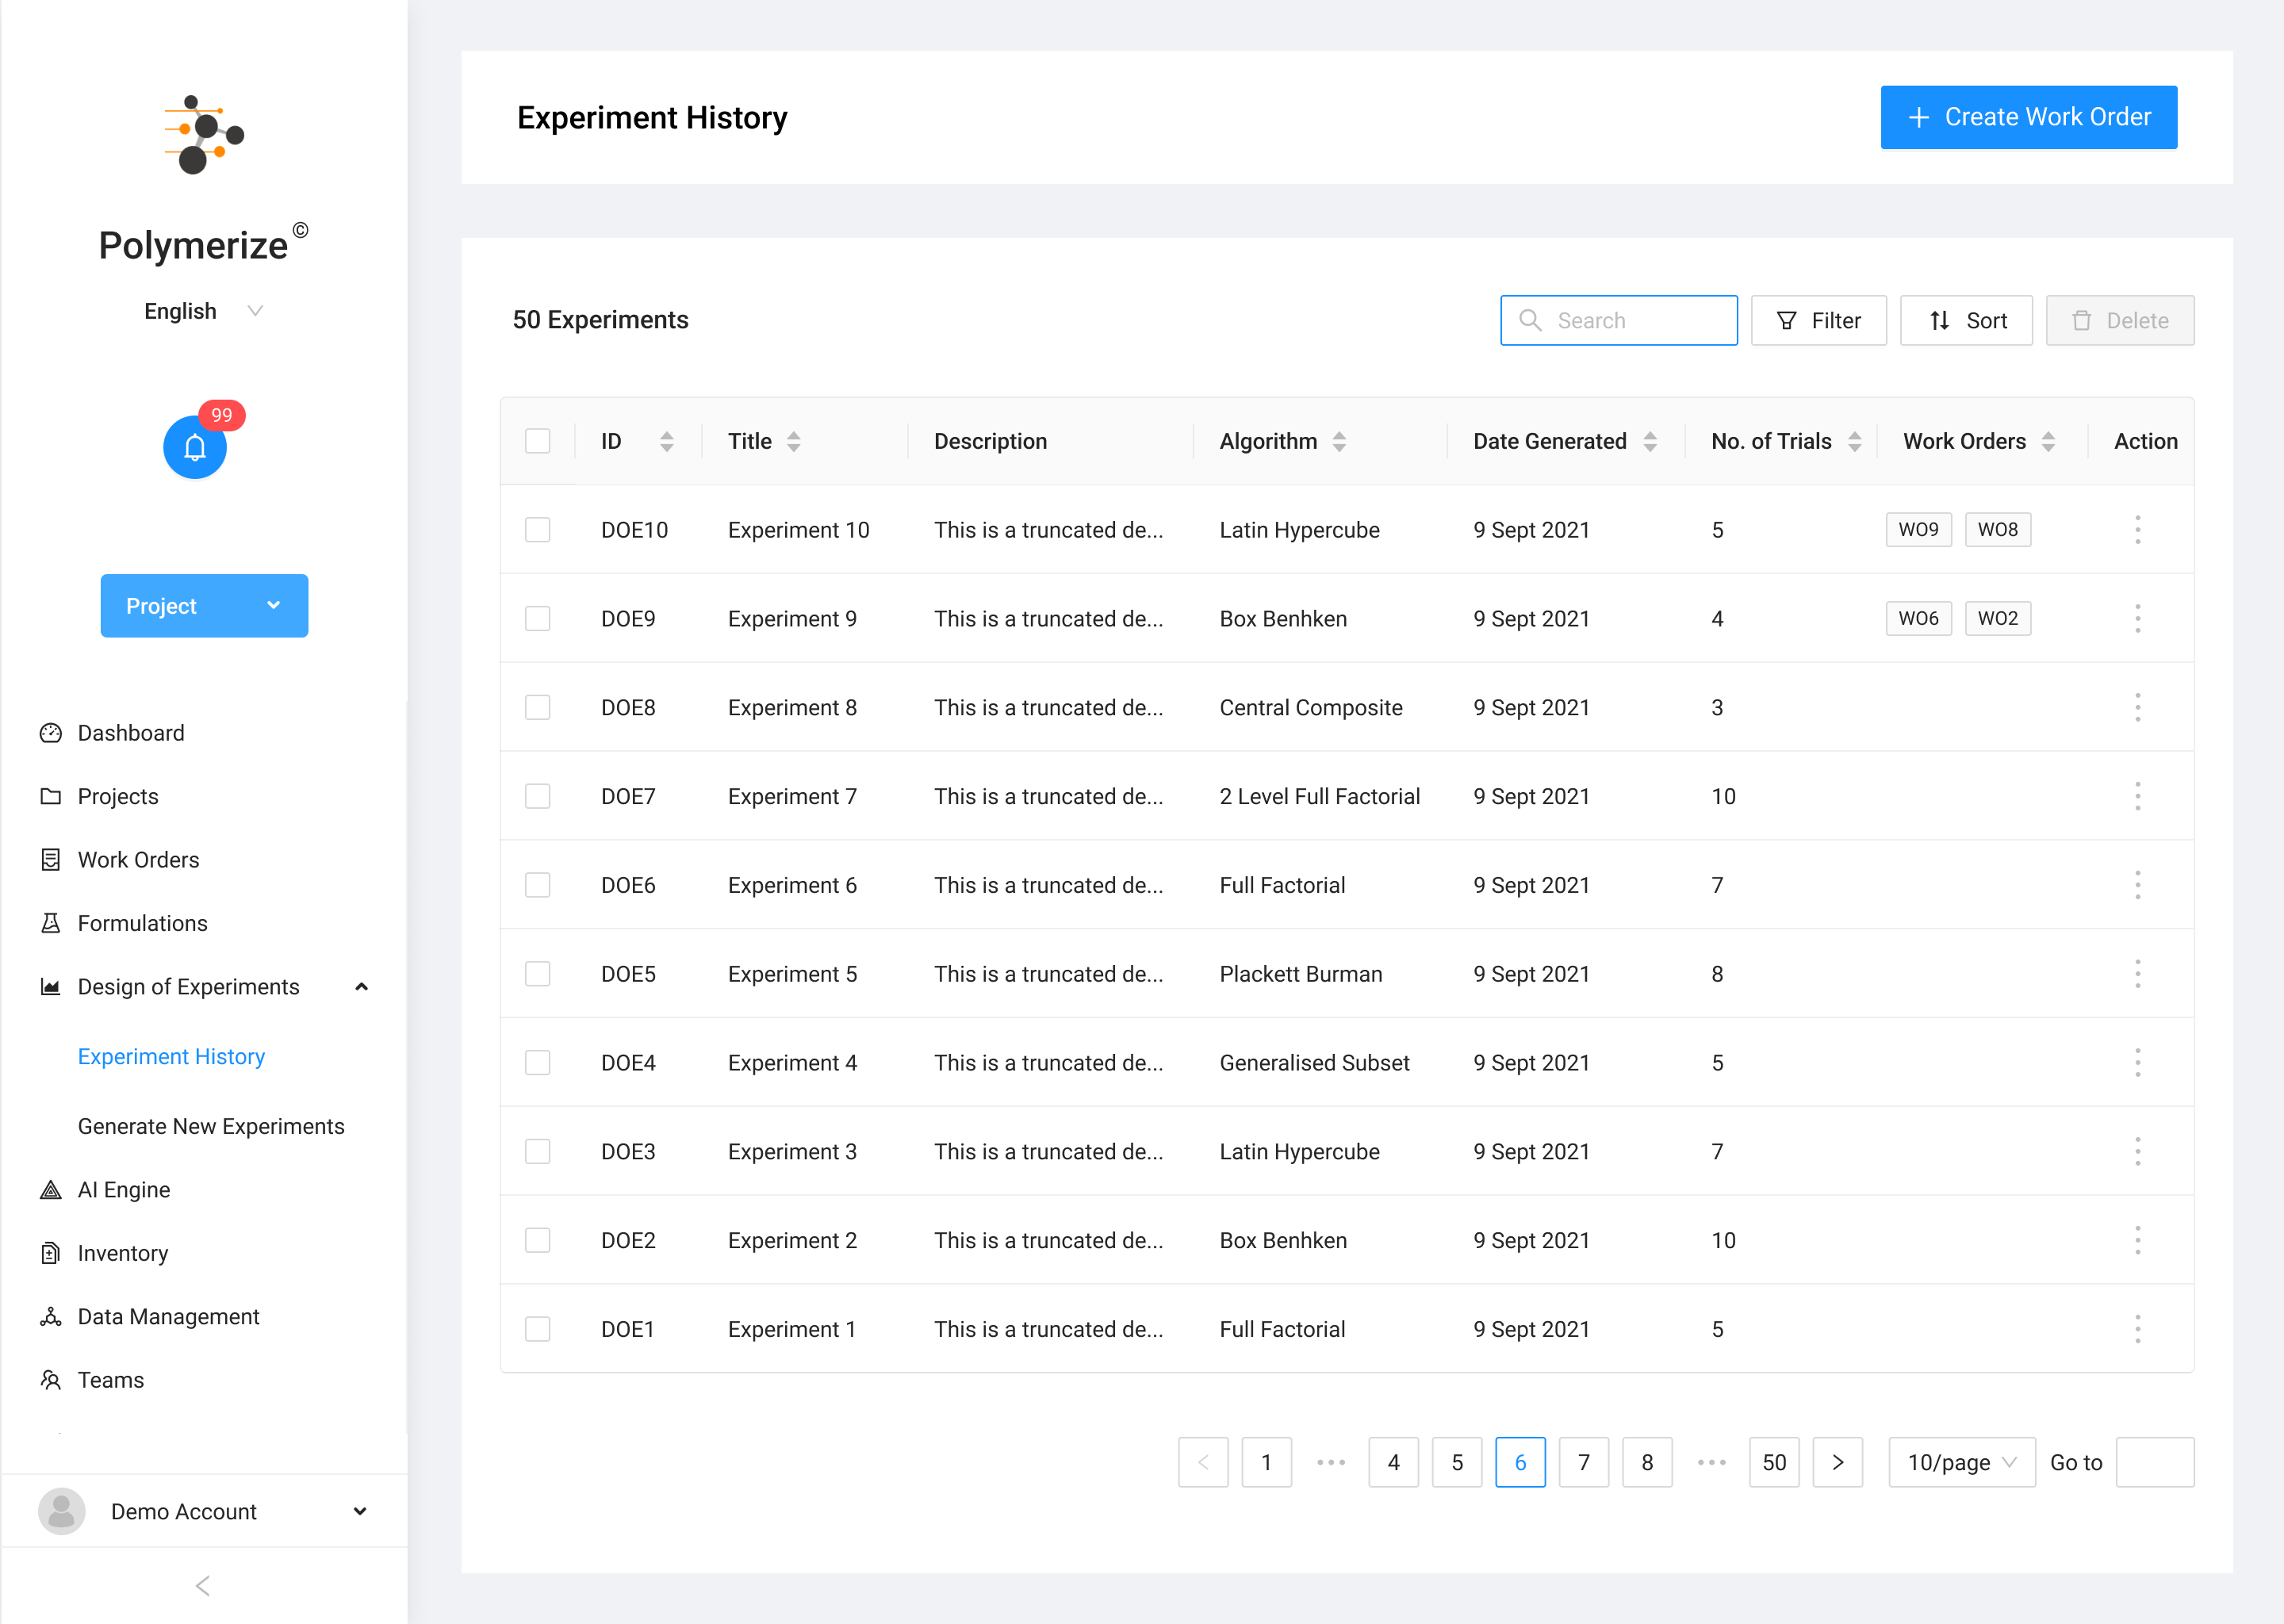 Polymerize ©
English
99
Project
Dashboard
Projects
Work Orders
Formulations
Design of Experiments
Experiment History
Generate New Experiments
AI Engine
Inventory
Data Management
Teams
Demo Account
Experiment History
+ Create Work Order
50 Experiments
Search
Filter
Sort
Delete
ID Title Description Algorithm Date Generated No. of Trials Work Orders Action
DOE10 Experiment 10 This is a truncated de... Latin Hypercube 9 Sept 2021 5 WO9 WO8
DOE9 Experiment 9 This is a truncated de... Box Benhken 9 Sept 2021 4 WO6 WO2
DOE8 Experiment 8 This is a truncated de... Central Composite 9 Sept 2021 3
DOE7 Experiment 7 This is a truncated de... 2 Level Full Factorial 9 Sept 2021 10
DOE6 Experiment 6 This is a truncated de... Full Factorial 9 Sept 2021 7
DOE5 Experiment 5 This is a truncated de... Plackett Burman 9 Sept 2021 8
DOE4 Experiment 4 This is a truncated de... Generalised Subset 9 Sept 2021 5
DOE3 Experiment 3 This is a truncated de... Latin Hypercube 9 Sept 2021 7
DOE2 Experiment 2 This is a truncated de... Box Benhken 9 Sept 2021 10
DOE1 Experiment 1 This is a truncated de... Full Factorial 9 Sept 2021 5
< 1 ••• 4 5 6 7 8 ••• 50 > 10/page Go to